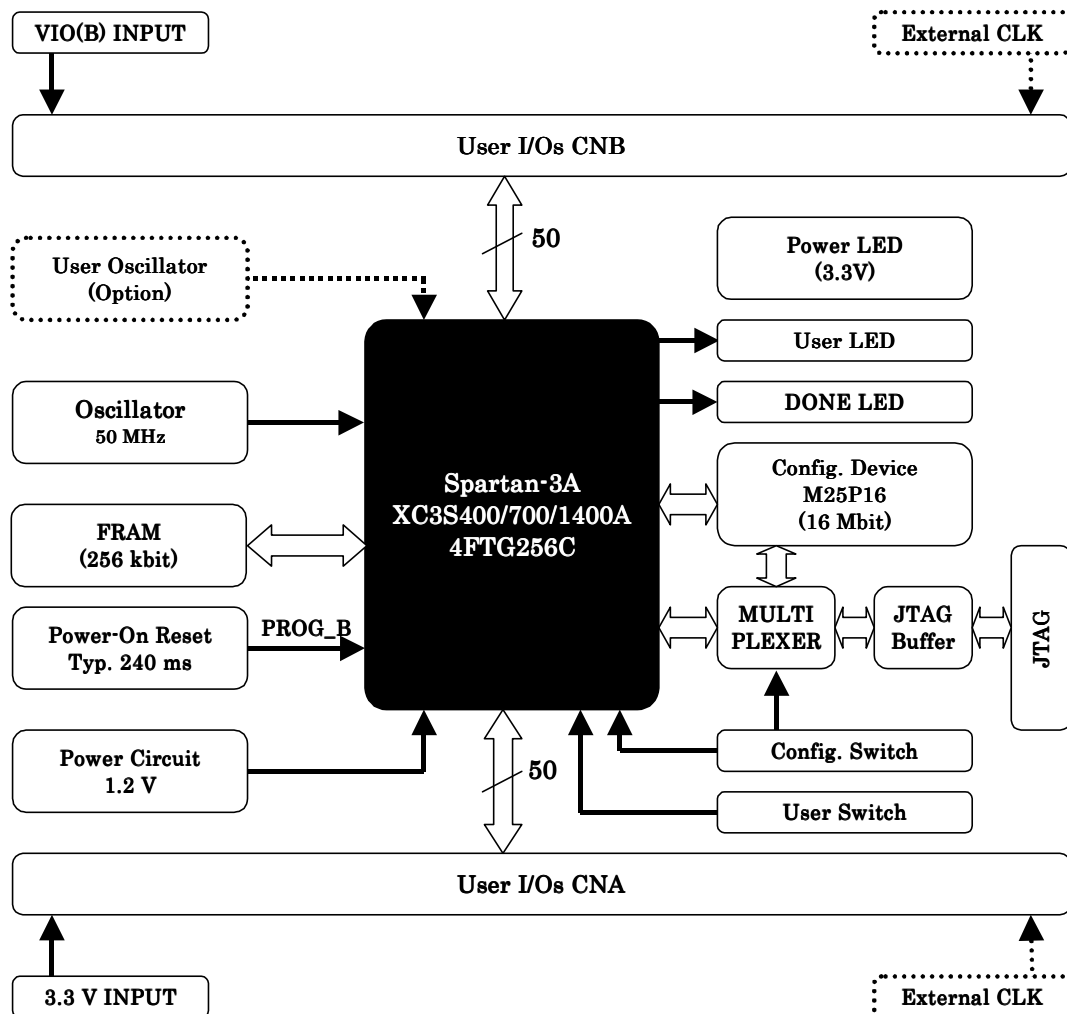 VIO(B) INPUT
External CLK
User I/Os CNB
50
User Oscillator
(Option)
Power LED
(3.3V)
User LED
Oscillator
50 MHz
DONE LED
Spartan-3A
XC3S400/700/1400A
4FTG256C
Config. Device
M25P16
(16 Mbit)
FRAM
(256 kbit)
Power-On Reset
Typ. 240 ms
PROG_B
MULTI
PLEXER
JTAG
Buffer
JTAG
Power Circuit
1.2 V
50
Config. Switch
User Switch
User I/Os CNA
3.3 V INPUT
External CLK